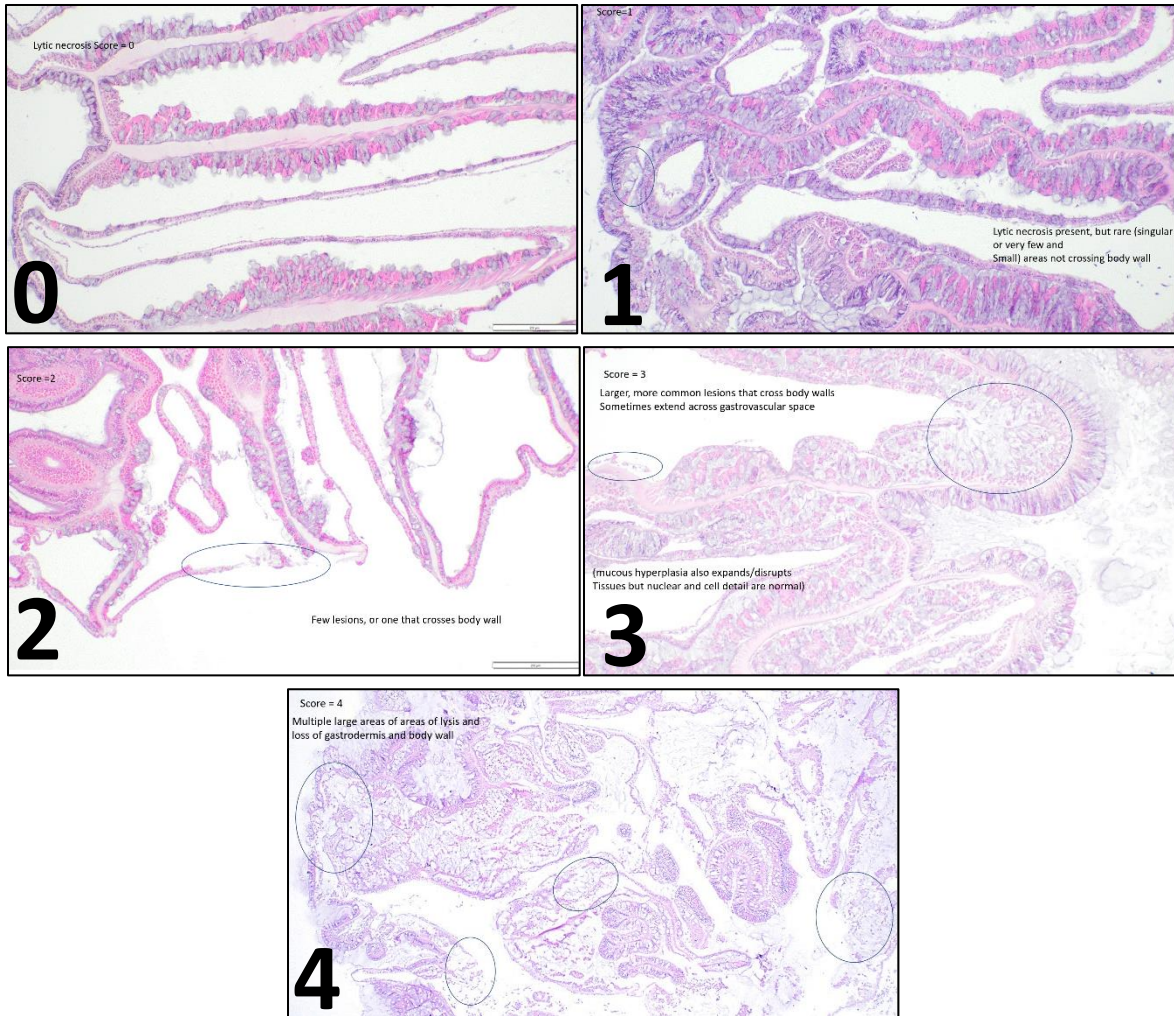 Lytic necrosis Score = 0
0
Score=1
Lytic necrosis present, but rare (singular
or very few and
Small) areas not crossing body wall
1
Score =2
Few lesions, or one that crosses body wall
2
Score = 3
Larger, more common lesions that cross body walls
Sometimes extend across gastrovascular space
(mucous hyperplasia also expands/disrupts
Tissues but nuclear and cell detail are normal)
3
Score = 4
Multiple large areas of areas of lysis and
loss of gastrodermis and body wall
4